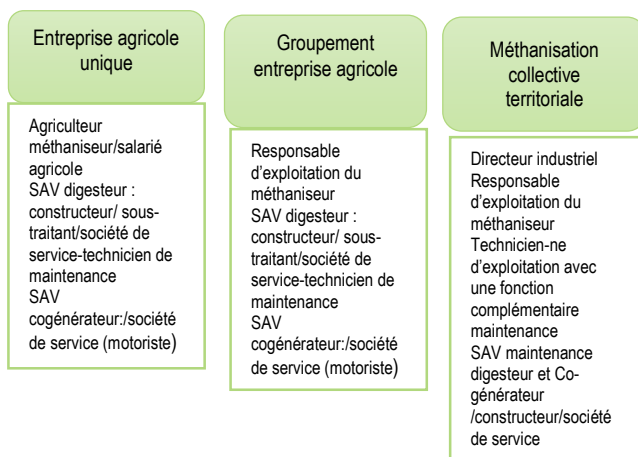 Entreprise agricole
unique
Agriculteur
méthaniseur/salarié
agricole
SAV digesteur :
constructeur/ sous-
traitant/société de
service-technicien de
maintenance
SAV
cogénérateur:/société
de service (motoriste)
Groupement
entreprise agricole
Responsable
d'exploitation du
méthaniseur
SAV digesteur :
constructeur/ sous-
traitant/société de
service-technicien de
maintenance
SAV
cogénérateur:/société
de service (motoriste)
Méthanisation
collective
territoriale
Directeur industriel
Responsable
d'exploitation du
méthaniseur
Technicien-ne
d'exploitation avec
une fonction
complémentaire
maintenance
SAV maintenance
digesteur et Co-
générateur
/constructeur/société
de service